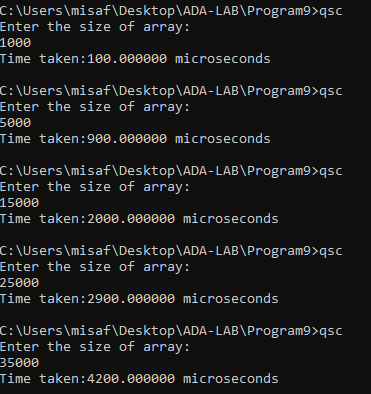 C:\Users\misaf\Desktop\ADA-LAB\Program9>qsc
Enter the size of array:
1000
Time taken:100.000000 microseconds
C:\Users\misaf\Desktop\ADA-LAB\Program9>qsc
Enter the size of array:
5000
Time taken:900.000000 microseconds
C:\Users\misaf\Desktop\ADA-LAB\Program9>qsc
Enter the size of array:
15000
Time taken:2000.000000 microseconds
C:\Users\misaf\Desktop\ADA-LAB\Program9>qsc
Enter the size of array:
25000
Time taken:2900.000000 microseconds
C:\Users\misaf\Desktop\ADA-LAB\Program9>qsc
Enter the size of array:
35000
Time taken:4200.000000 microseconds